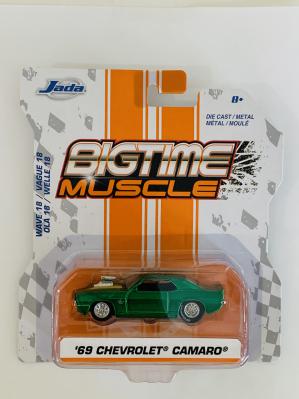 Jada
8+
DIE CAST / METAL
MÉTAL / MOULÉ
BIGTIME
MUSCLE
WAVE 18 / VAGUE 18
OLA 18 / WELLE 18
'69 CHEVROLET® CAMARO®